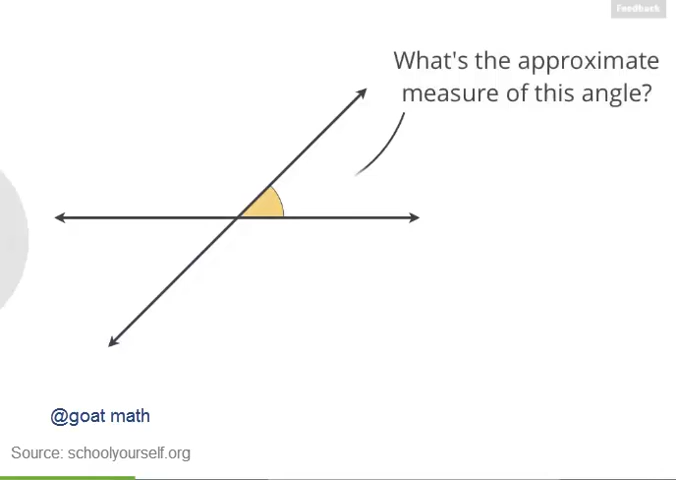 Feedback
What's the approximate
measure of this angle?
@goat math
Source: schoolyourself.org